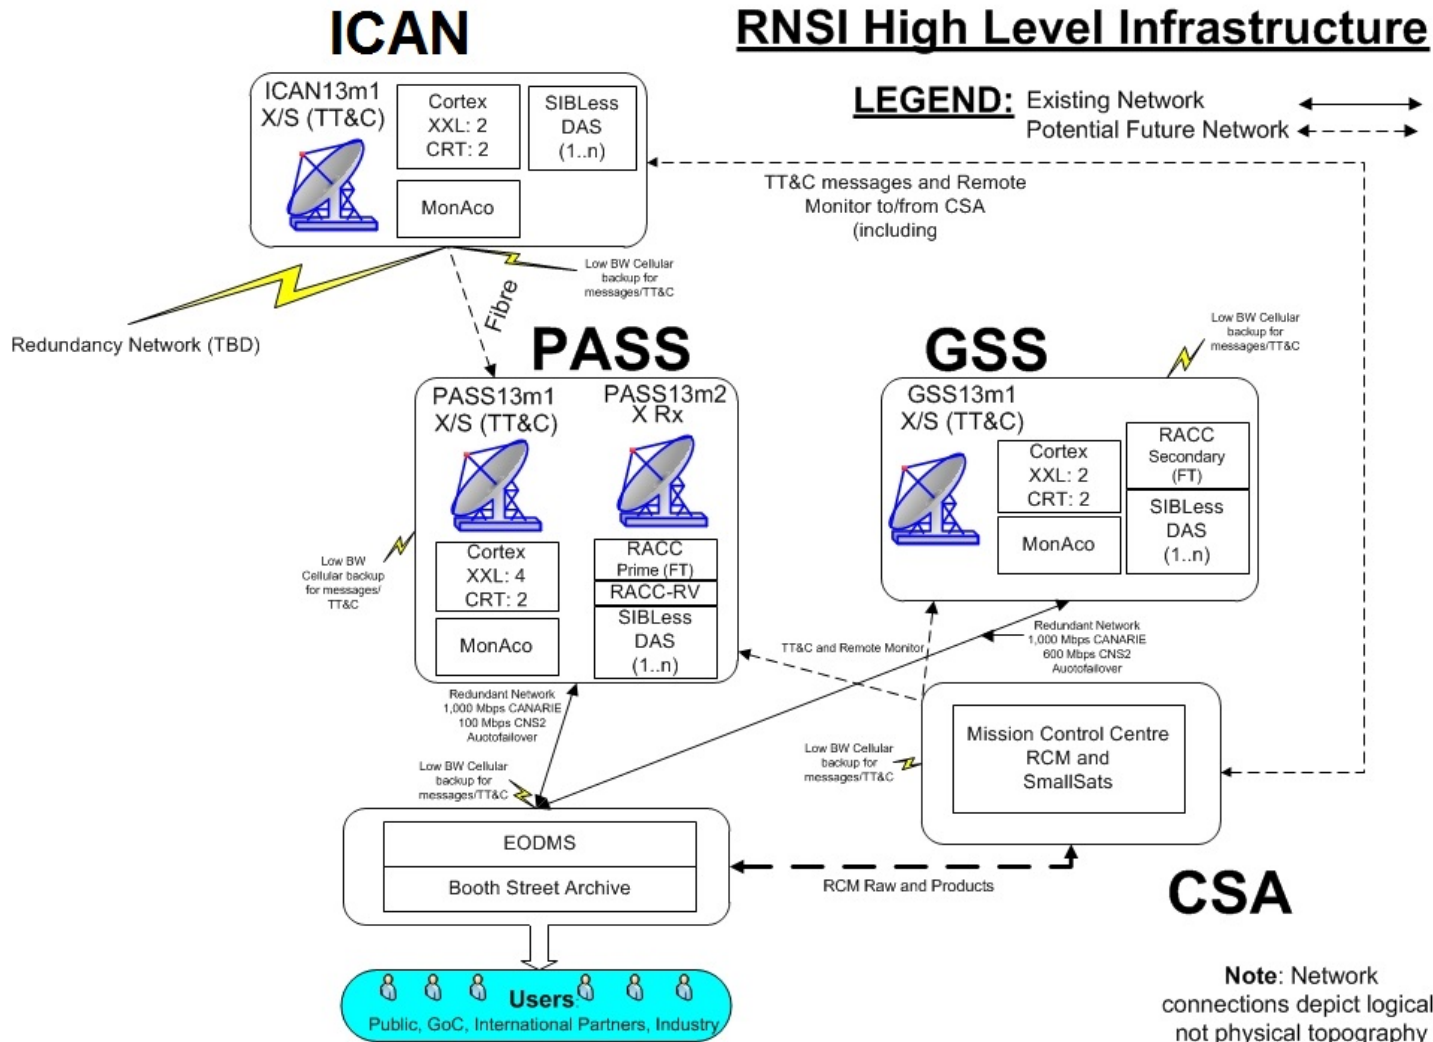 ICAN
RNSI High Level Infrastructure
LEGEND: Existing Network
Potential Future Network
ICAN13m1
X/S (TT&C)
Cortex
XXL: 2
CRT: 2
SIBLess
DAS
(1..n)
MonAco
TT&C messages and Remote
Monitor to/from CSA
(including
Low BW Cellular
backup for
messages/TT&C
Fibre
Redundancy Network (TBD)
PASS
PASS13m1
X/S (TT&C)
PASS13m2
X Rx
Cortex
XXL: 4
CRT: 2
MonAco
RACC
Prime (FT)
RACC-RV
SIBLess
DAS
(1..n)
Low BW
Cellular backup
for messages/
TT&C
GSS
Low BW Cellular
backup for
messages/TT&C
GSS13m1
X/S (TT&C)
Cortex
XXL: 2
CRT: 2
MonAco
RACC
Secondary
(FT)
SIBLess
DAS
(1..n)
TT&C and Remote Monitor
Redundant Network
1,000 Mbps CANARIE
600 Mbps CNS2
Auotofailover
Redundant Network
1,000 Mbps CANARIE
100 Mbps CNS2
Auotofailover
Low BW Cellular
backup for
messages/TT&C
Low BW Cellular
backup for
messages/TT&C
Mission Control Centre
RCM and
SmallSats
EODMS
Booth Street Archive
RCM Raw and Products
CSA
Users:
Public, GoC, International Partners, Industry
Note: Network
connections depict logical
not physical topography